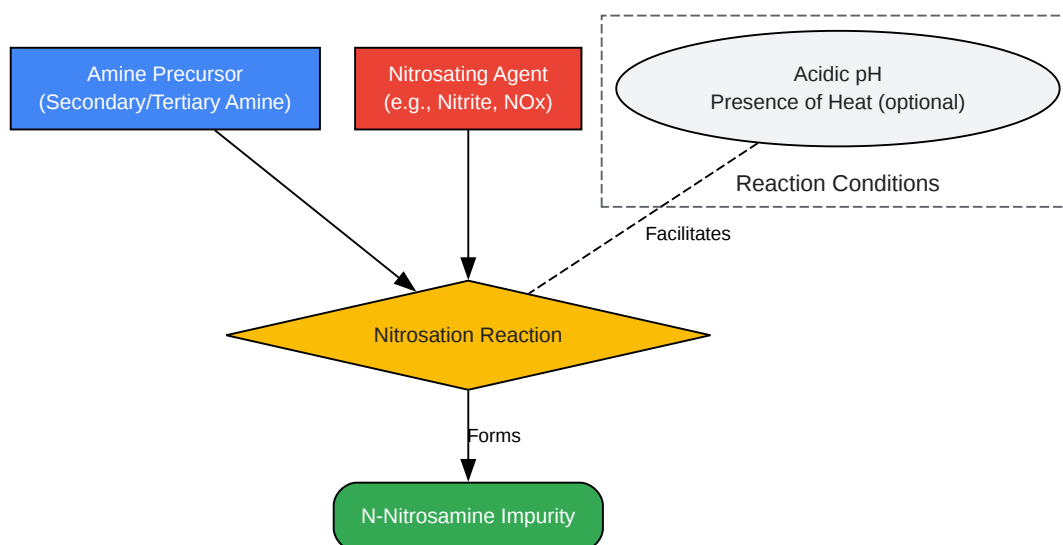 Amine Precursor
(Secondary/Tertiary Amine)
Nitrosating Agent
(e.g., Nitrite, NOx)
Acidic pH
Presence of Heat (optional)
Reaction Conditions
Facilitates
Nitrosation Reaction
Forms
N-Nitrosamine Impurity